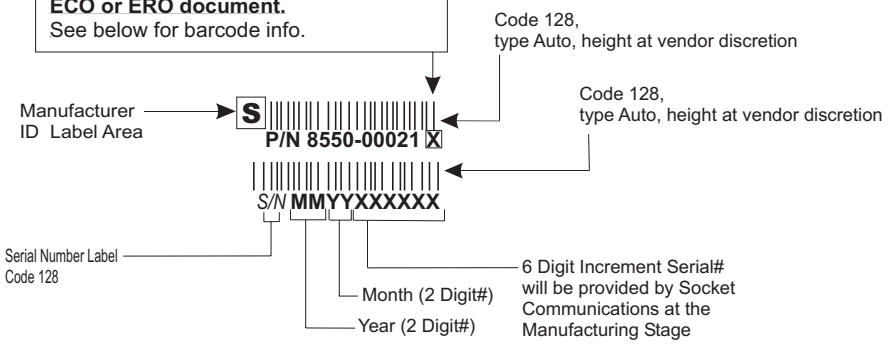 ECO or ERO document.
See below for barcode info.
Code 128,
type Auto, height at vendor discretion
Code 128,
type Auto, height at vendor discretion
Manufacturer
ID Label Area
S
P/N 8550-00021 X
S/N MMYYXXXXXX
Serial Number Label
Code 128
Month (2 Digit#)
Year (2 Digit#)
6 Digit Increment Serial#
will be provided by Socket
Communications at the
Manufacturing Stage